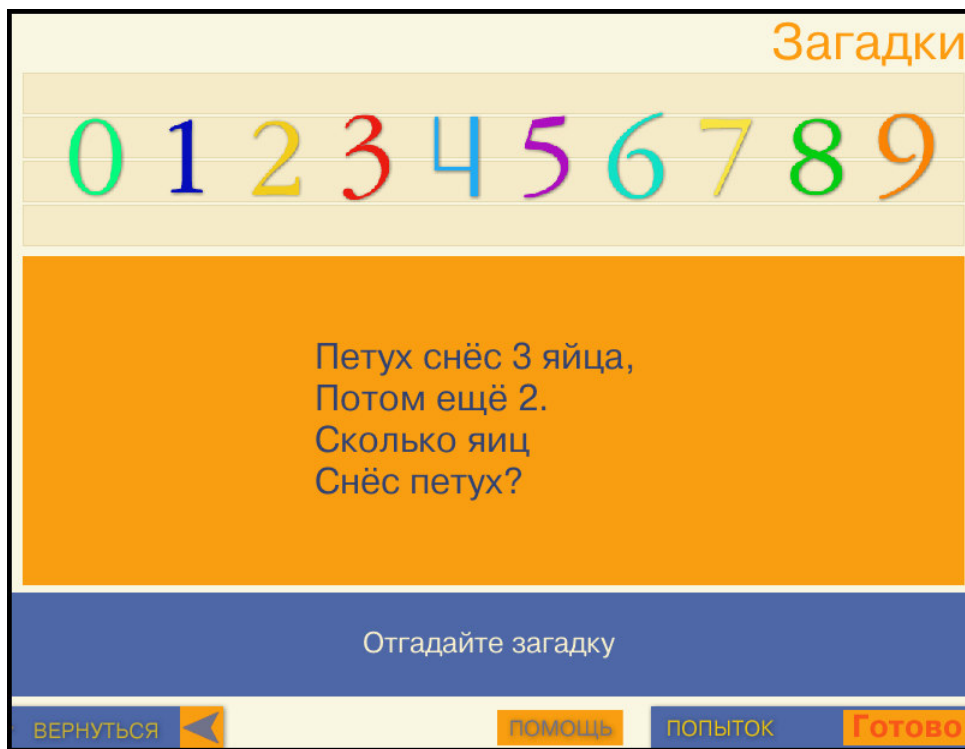 Загадки
0 1 2 3 4 5 6 7 8 9
Петух снёс 3 яйца,
Потом ещё 2.
Сколько яиц
Снёс петух?
Отгадайте загадку
ВЕРНУТЬСЯ ПОМОЩЬ ПОПЫТОК Готово